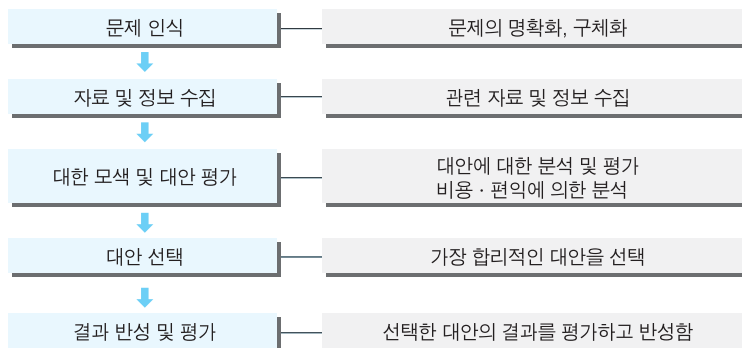 문제 인식
문제의 명확화, 구체화
자료 및 정보 수집
관련 자료 및 정보 수집
대한 모색 및 대안 평가
대안에 대한 분석 및 평가
비용 · 편익에 의한 분석
대안 선택
가장 합리적인 대안을 선택
결과 반성 및 평가
선택한 대안의 결과를 평가하고 반성함